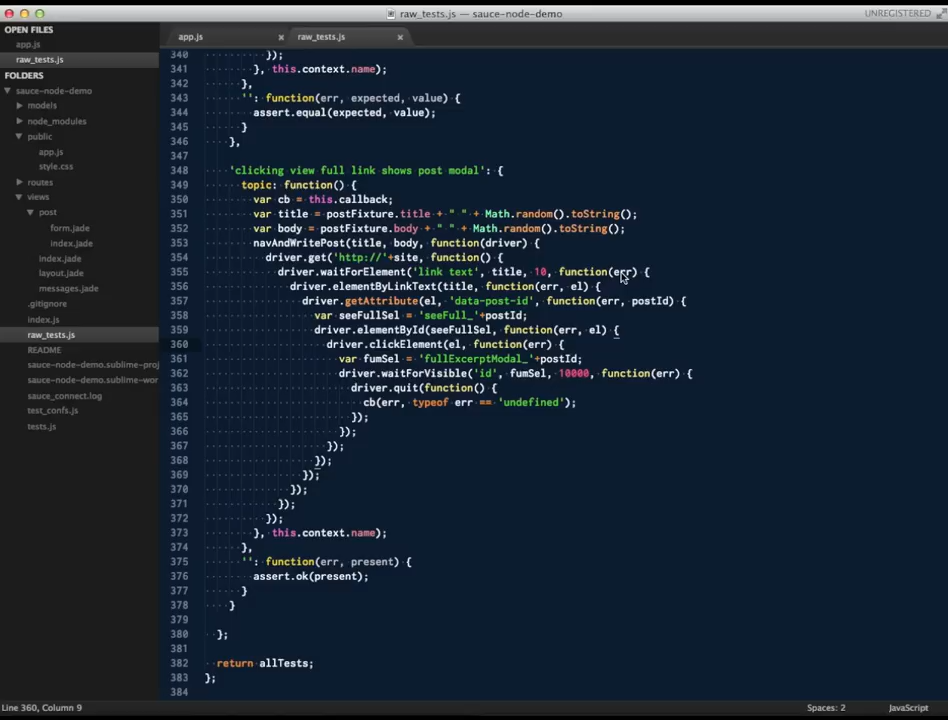 raw_tests.js — sauce-node-demo
UNREGISTERED
OPEN FILES
app.js
raw_tests.js
FOLDERS
sauce-node-demo
models
node_modules
public
app.js
style.css
routes
views
post
form.jade
index.jade
index.jade
layout.jade
messages.jade
.gitignore
index.js
raw_tests.js
README
sauce-node-demo.sublime-proj
sauce-node-demo.sublime-wor
sauce_connect.log
test_confs.js
tests.js
app.js
raw_tests.js
340 });
341 }, this.context.name);
342 },
343 '': function(err, expected, value) {
344 assert.equal(expected, value);
345 }
346 },
347
348 'clicking view full link shows post modal': {
349 topic: function() {
350 var cb = this.callback;
351 var title = postFixture.title + " " + Math.random().toString();
352 var body = postFixture.body + " " + Math.random().toString();
353 navAndWritePost(title, body, function(driver) {
354 driver.get('http://'+site, function() {
355 driver.waitForElement('link text', title, 10, function(err) {
356 driver.elementByLinkText(title, function(err, el) {
357 driver.getAttribute(el, 'data-post-id', function(err, postId) {
358 var seeFullSel = 'seeFull_'+postId;
359 driver.elementById(seeFullSel, function(err, el) {
360 driver.clickElement(el, function(err) {
361 var fumSel = 'fullExcerptModal_'+postId;
362 driver.waitForVisible('id', fumSel, 10000, function(err) {
363 driver.quit(function() {
364 cb(err, typeof err == 'undefined');
365 });
366 });
367 });
368 });
369 });
370 });
371 });
372 });
373 }, this.context.name);
374 },
375 '': function(err, present) {
376 assert.ok(present);
377 }
378 }
379
380 };
381
382 return allTests;
383 };
384
Line 360, Column 9
Spaces: 2
JavaScript